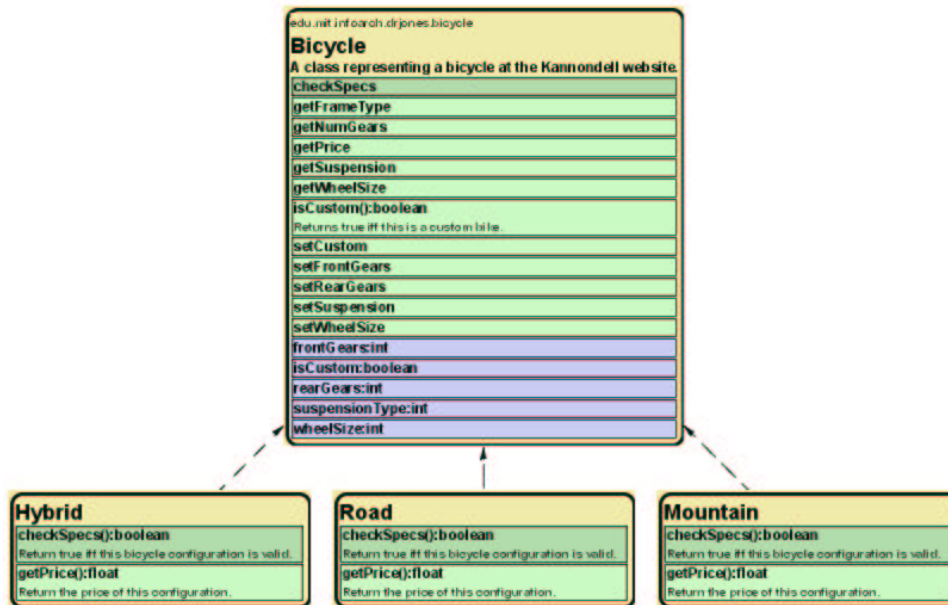 edu.mit.infoarch.drjones.bicycle
Bicycle
A class representing a bicycle at the Kannondell website.
checkSpecs
getFrameType
getNumGears
getPrice
getSuspension
getWheelSize
isCustom():boolean
Returns true iff this is a custom bike.
setCustom
setFrontGears
setRearGears
setSuspension
setWheelSize
frontGears:int
isCustom:boolean
rearGears:int
suspensionType:int
wheelSize:int
Hybrid
checkSpecs():boolean
Return true iff this bicycle configuration is valid.
getPrice():float
Return the price of this configuration.
Road
checkSpecs():boolean
Return true iff this bicycle configuration is valid.
getPrice():float
Return the price of this configuration.
Mountain
checkSpecs():boolean
Return true iff this bicycle configuration is valid.
getPrice():float
Return the price of this configuration.